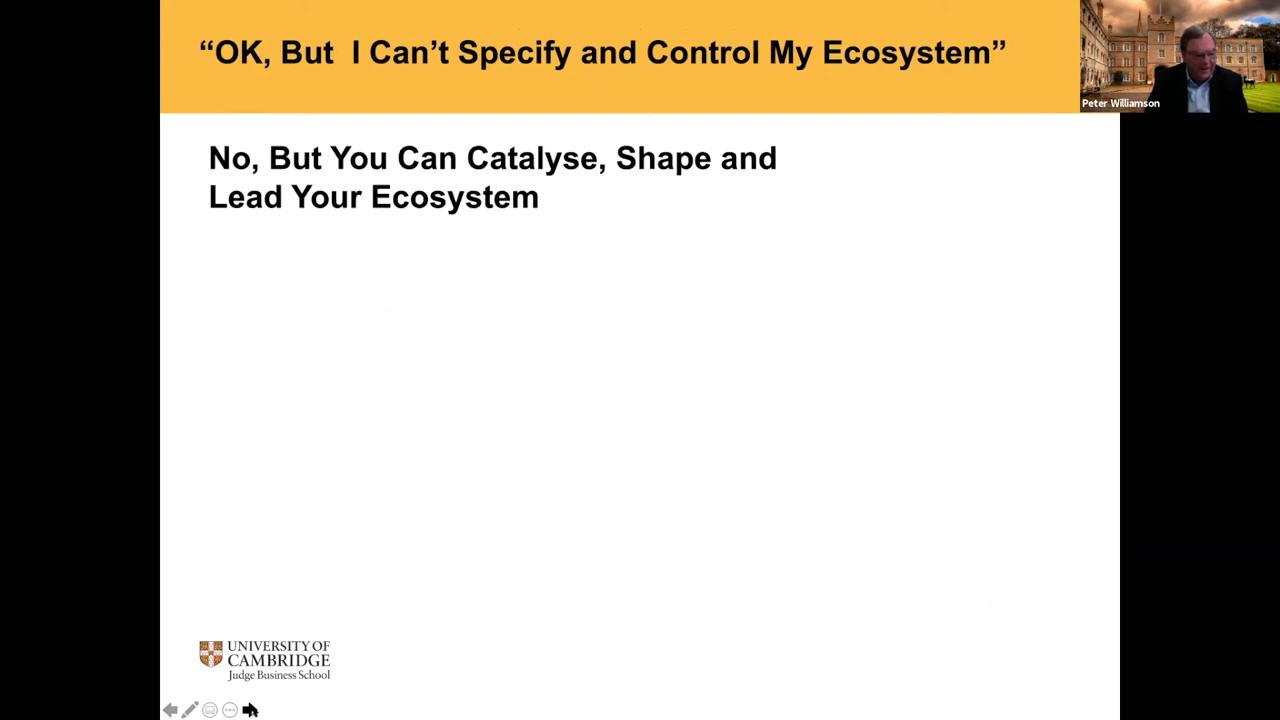 “OK, But I Can’t Specify and Control My Ecosystem”
Peter Williamson
No, But You Can Catalyse, Shape and
Lead Your Ecosystem
UNIVERSITY OF
CAMBRIDGE
Judge Business School